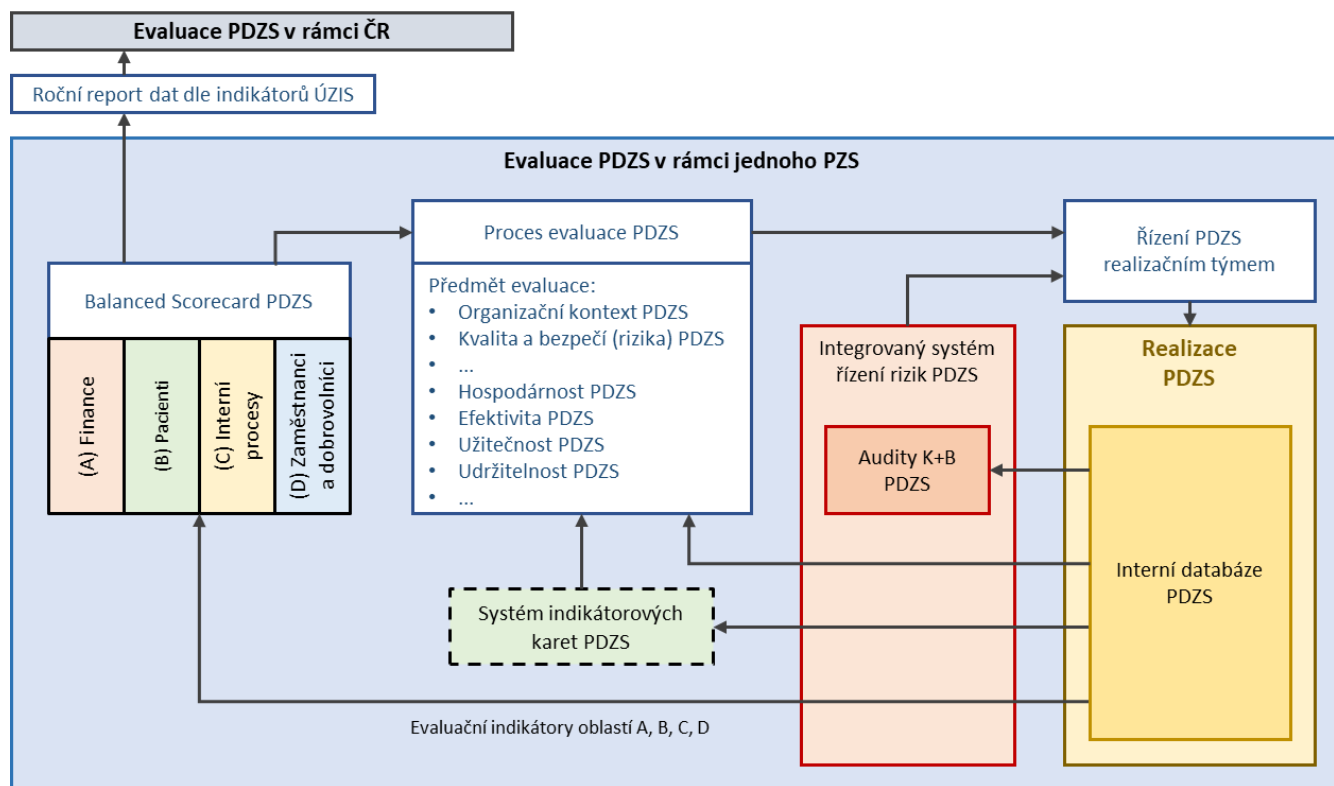 Evaluace PDZS v rámci ČR
Roční report dat dle indikátorů ÚZIS
Evaluace PDZS v rámci jednoho PZS
Balanced Scorecard PDZS
(A) Finance
(B) Pacienti
(C) Interní
procesy
(D) Zaměstnanci
a dobrovolníci
Proces evaluace PDZS
Předmět evaluace:
• Organizační kontext PDZS
• Kvalita a bezpečí (rizika) PDZS
• ...
• Hospodárnost PDZS
• Efektivita PDZS
• Užitečnost PDZS
• Udržitelnost PDZS
• ...
Systém indikátorových
karet PDZS
Evaluační indikátory oblastí A, B, C, D
Integrovaný systém
řízení rizik PDZS
Audity K+B
PDZS
Řízení PDZS
realizačním týmem
Realizace
PDZS
Interní databáze
PDZS